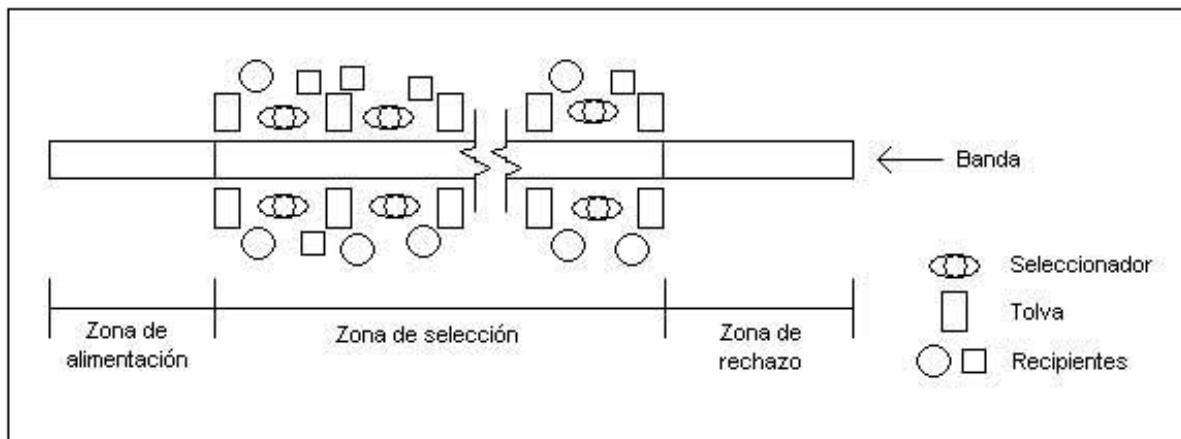 Banda
Seleccionador
Tolva
Recipientes
Zona de
alimentación
Zona de selección
Zona de
rechazo